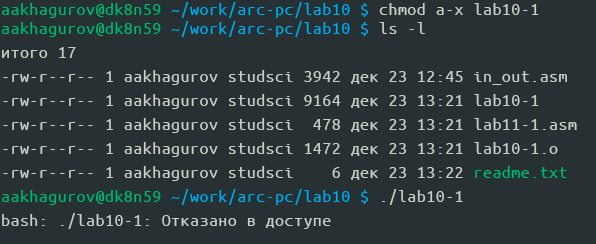 aakhagurov@dk8n59 ~/work/arc-pc/lab10 $ chmod a-x lab10-1
aakhagurov@dk8n59 ~/work/arc-pc/lab10 $ ls -l
итого 17
-rw-r--r-- 1 aakhagurov studsci 3942 дек 23 12:45 in_out.asm
-rw-r--r-- 1 aakhagurov studsci 9164 дек 23 13:21 lab10-1
-rw-r--r-- 1 aakhagurov studsci  478 дек 23 13:21 lab11-1.asm
-rw-r--r-- 1 aakhagurov studsci 1472 дек 23 13:21 lab10-1.o
-rw-r--r-- 1 aakhagurov studsci    6 дек 23 13:22 readme.txt
aakhagurov@dk8n59 ~/work/arc-pc/lab10 $ ./lab10-1
bash: ./lab10-1: Отказано в доступе